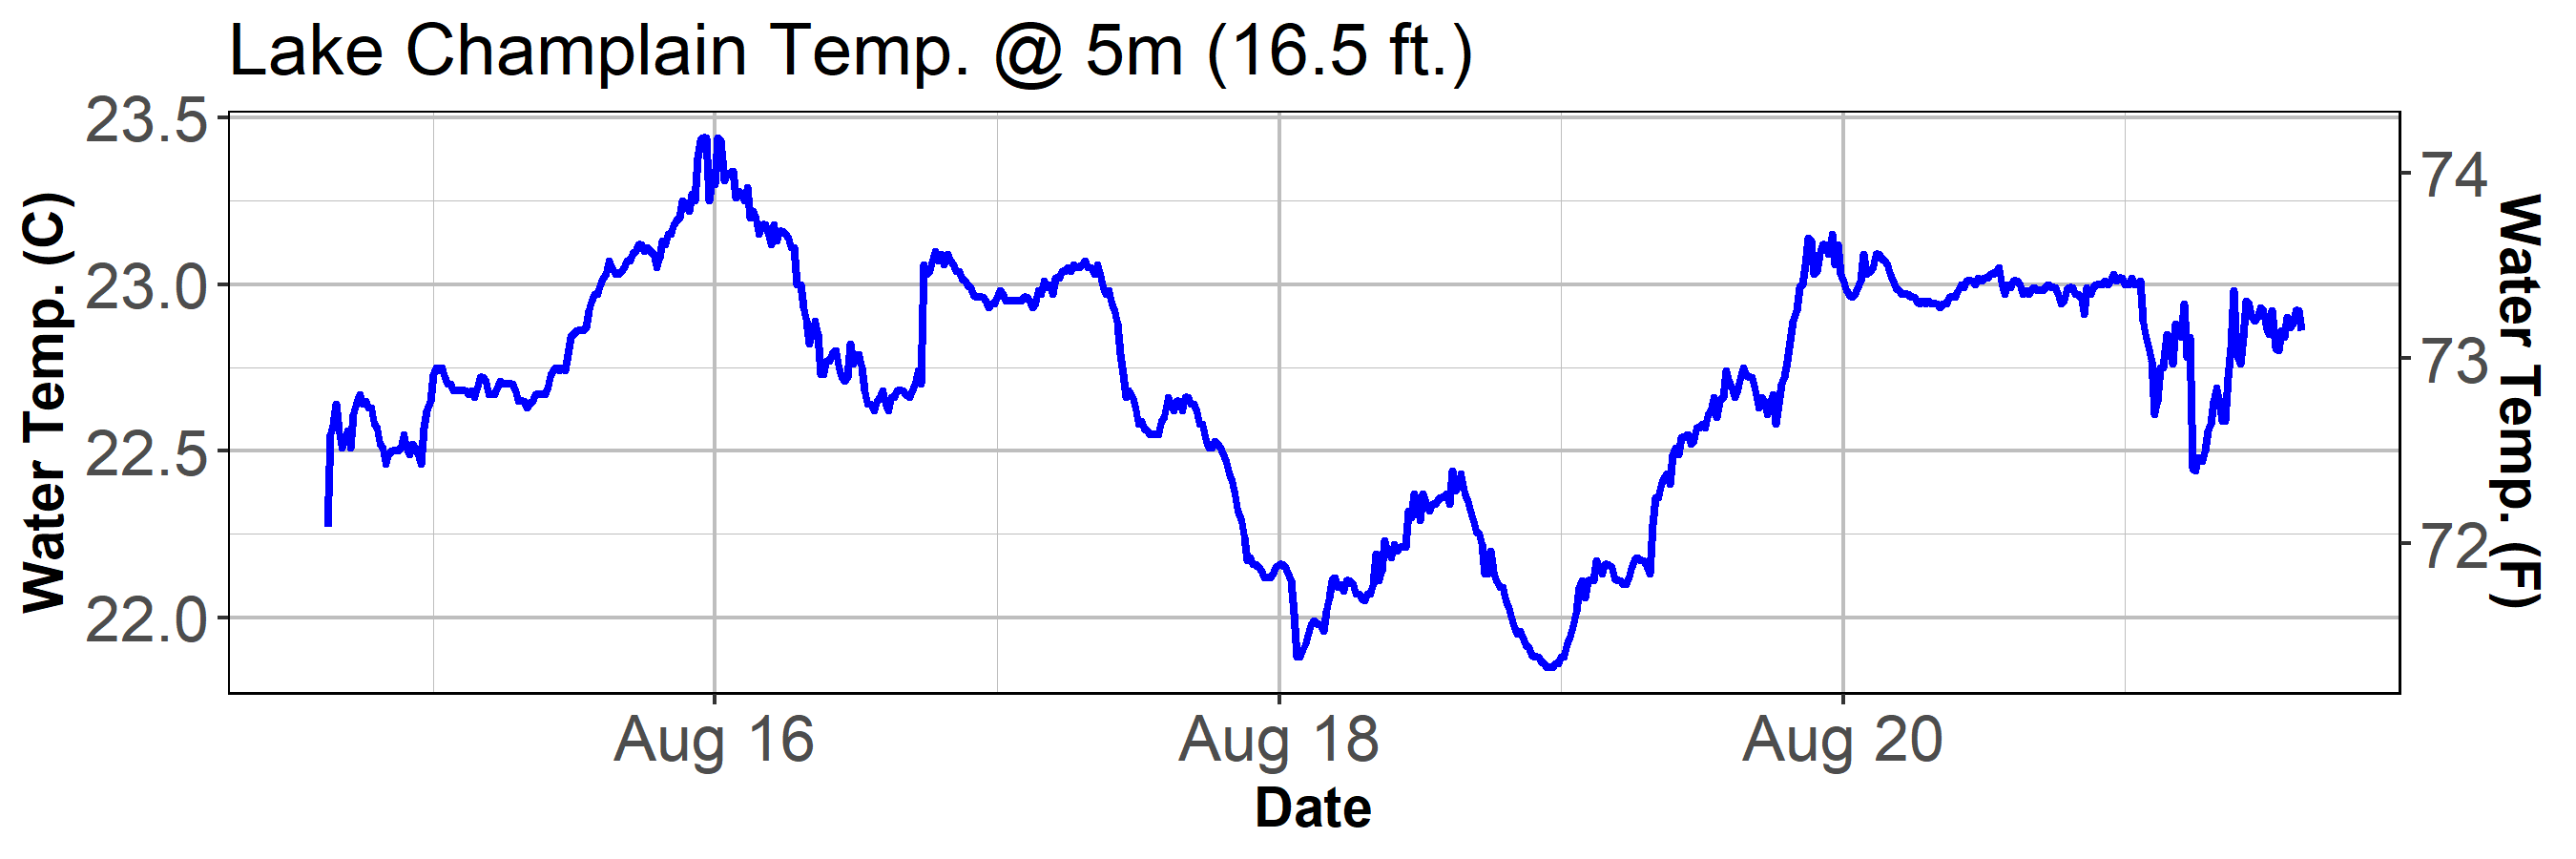 Lake Champlain Temp. @ 5m (16.5 ft.)
Water Temp. (C)
23.5
23.0
22.5
22.0
74
73
72
Water Temp. (F)
Aug 16 Aug 18 Aug 20
Date